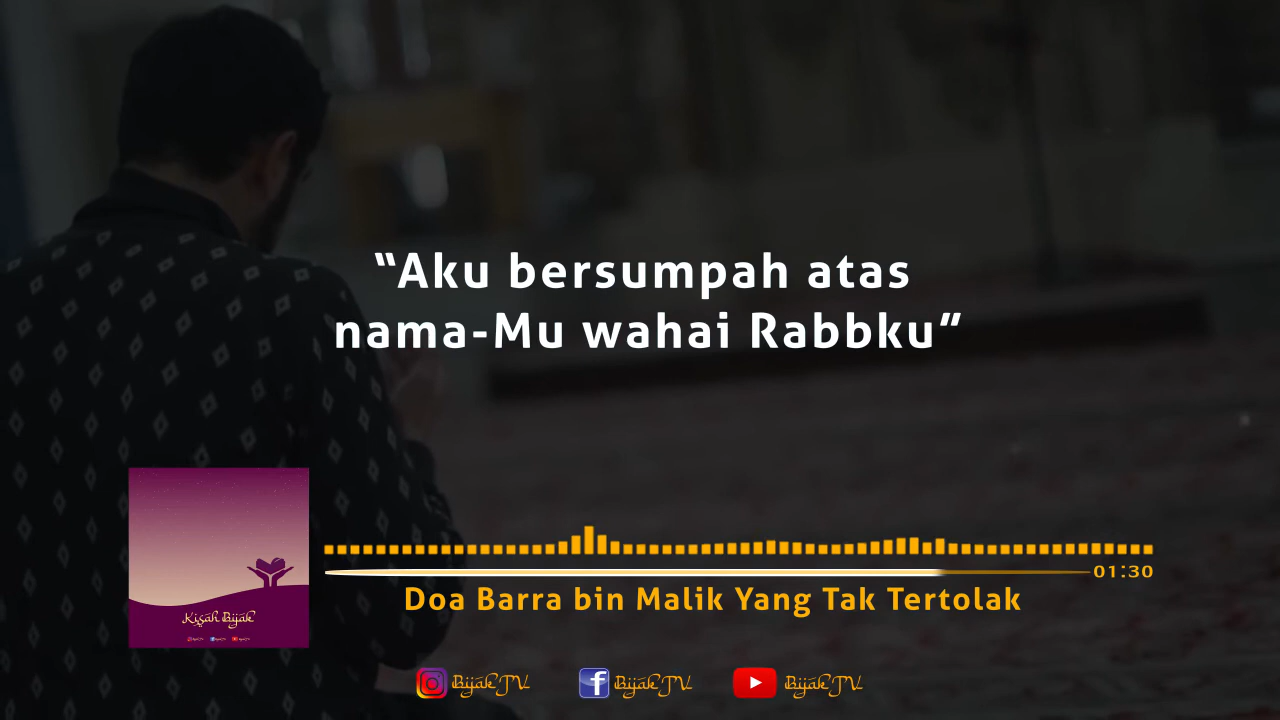 “Aku bersumpah atas
nama-Mu wahai Rabbku”
01:30
Doa Barra bin Malik Yang Tak Tertolak
Kisah Bijak
BijakTV BijakTV BijakTV